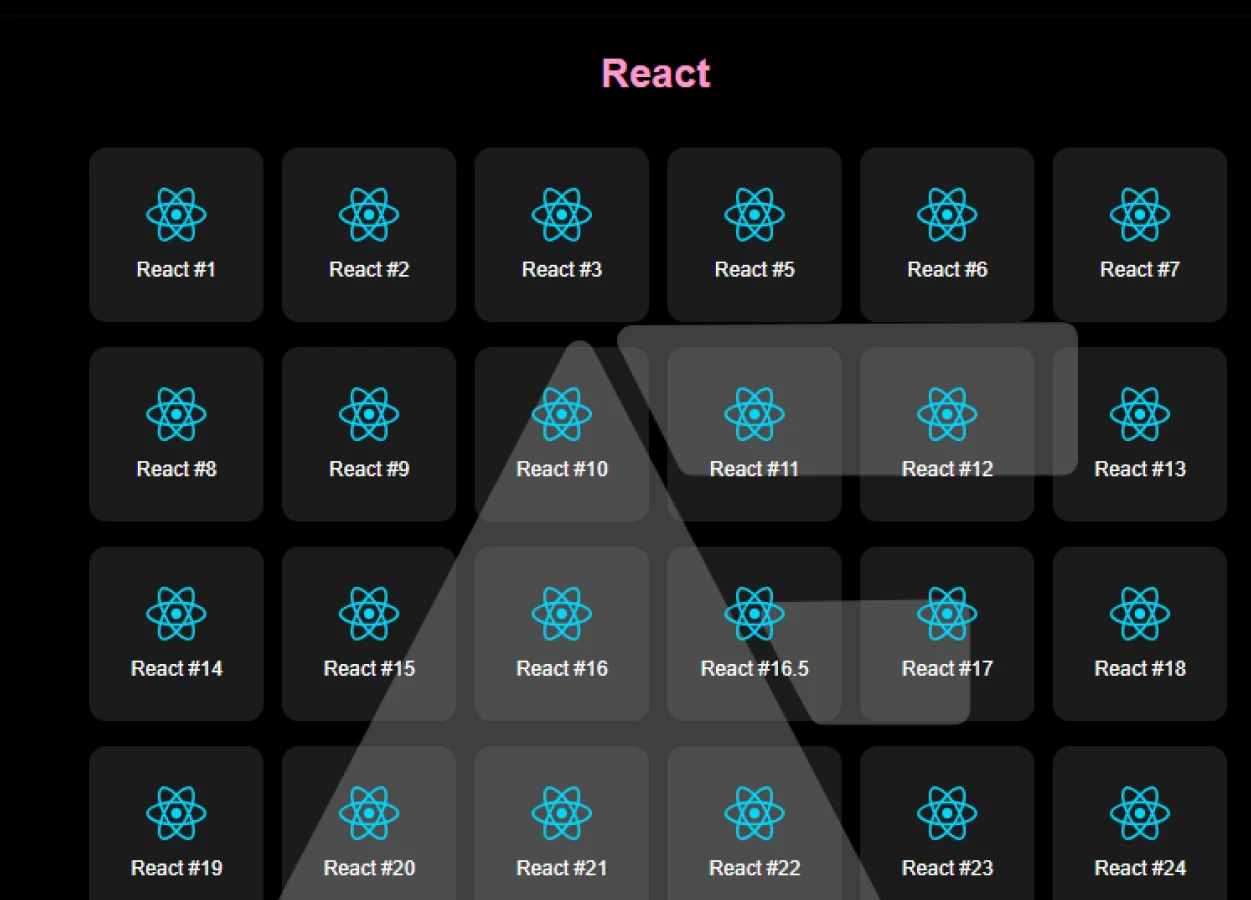 React
React #1
React #2
React #3
React #5
React #6
React #7
React #8
React #9
React #10
React #11
React #12
React #13
React #14
React #15
React #16
React #16.5
React #17
React #18
React #19
React #20
React #21
React #22
React #23
React #24